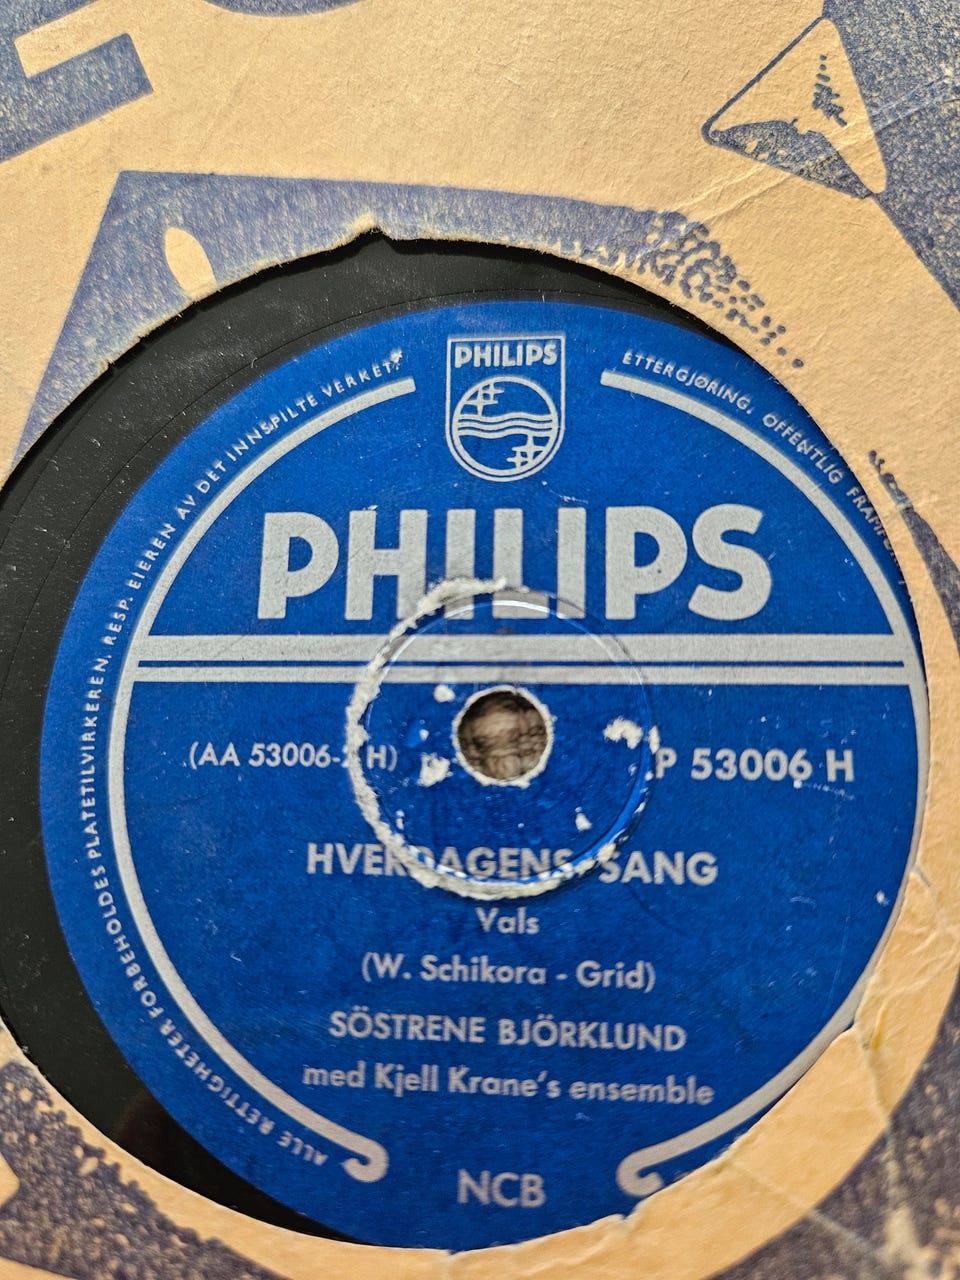 PHILIPS
ALLE RETTIGHETER FORBEHOLDES PLATETILVIRKEREN, RESP. EIEREN AV DET INNSPILTE VERKET.
ETTERGJØRING, OFFENTLIG
PHILIPS
(AA 53006-2 H)
P 53006 H
HVERDAGENS SANG
Vals
(W. Schikora - Grid)
SÖSTRENE BJÖRKLUND
med Kjell Krane's ensemble
NCB